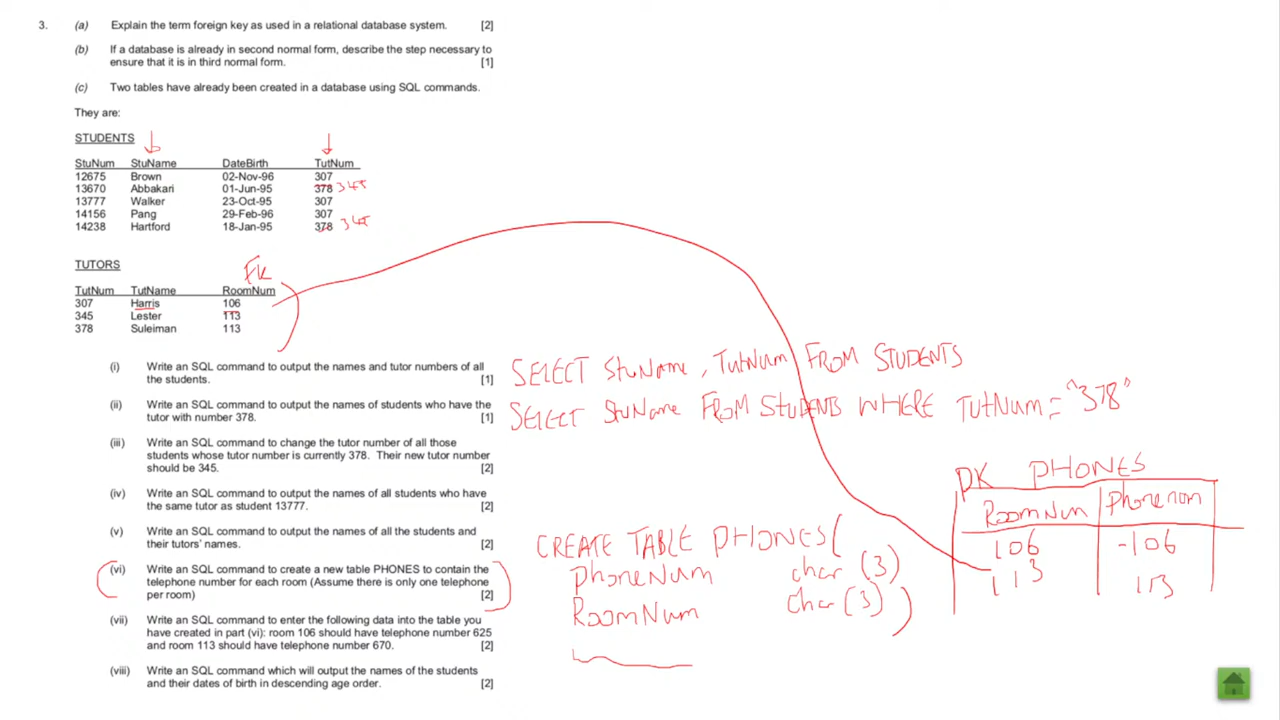 3. (a) Explain the term foreign key as used in a relational database system. [2]
(b) If a database is already in second normal form, describe the step necessary to
ensure that it is in third normal form. [1]
(c) Two tables have already been created in a database using SQL commands.
They are:
STUDENTS
StuNum StuName DateBirth TutNum
12675 Brown 02-Nov-96 307
13670 Abbakari 01-Jun-95 378 345
13777 Walker 23-Oct-95 307
14156 Pang 29-Feb-96 307
14238 Hartford 18-Jan-95 378 345
TUTORS
FK
TutNum TutName RoomNum
307 Harris 106
345 Lester 113
378 Suleiman 113
(i) Write an SQL command to output the names and tutor numbers of all
the students. [1]
SELECT StuName, TutNum FROM STUDENTS
(ii) Write an SQL command to output the names of students who have the
tutor with number 378. [1]
SELECT StuName FROM STUDENTS WHERE TutNum = "378"
(iii) Write an SQL command to change the tutor number of all those
students whose tutor number is currently 378. Their new tutor number
should be 345. [2]
(iv) Write an SQL command to output the names of all students who have
the same tutor as student 13777. [2]
(v) Write an SQL command to output the names of all the students and
their tutors' names. [2]
(vi) Write an SQL command to create a new table PHONES to contain the
telephone number for each room (Assume there is only one telephone
per room) [2]
CREATE TABLE PHONES(
PhoneNum char (3)
RoomNum char (3) )
PK PHONES
RoomNum Phonenum
106 -106
113 113
(vii) Write an SQL command to enter the following data into the table you
have created in part (vi): room 106 should have telephone number 625
and room 113 should have telephone number 670. [2]
(viii) Write an SQL command which will output the names of the students
and their dates of birth in descending age order. [2]